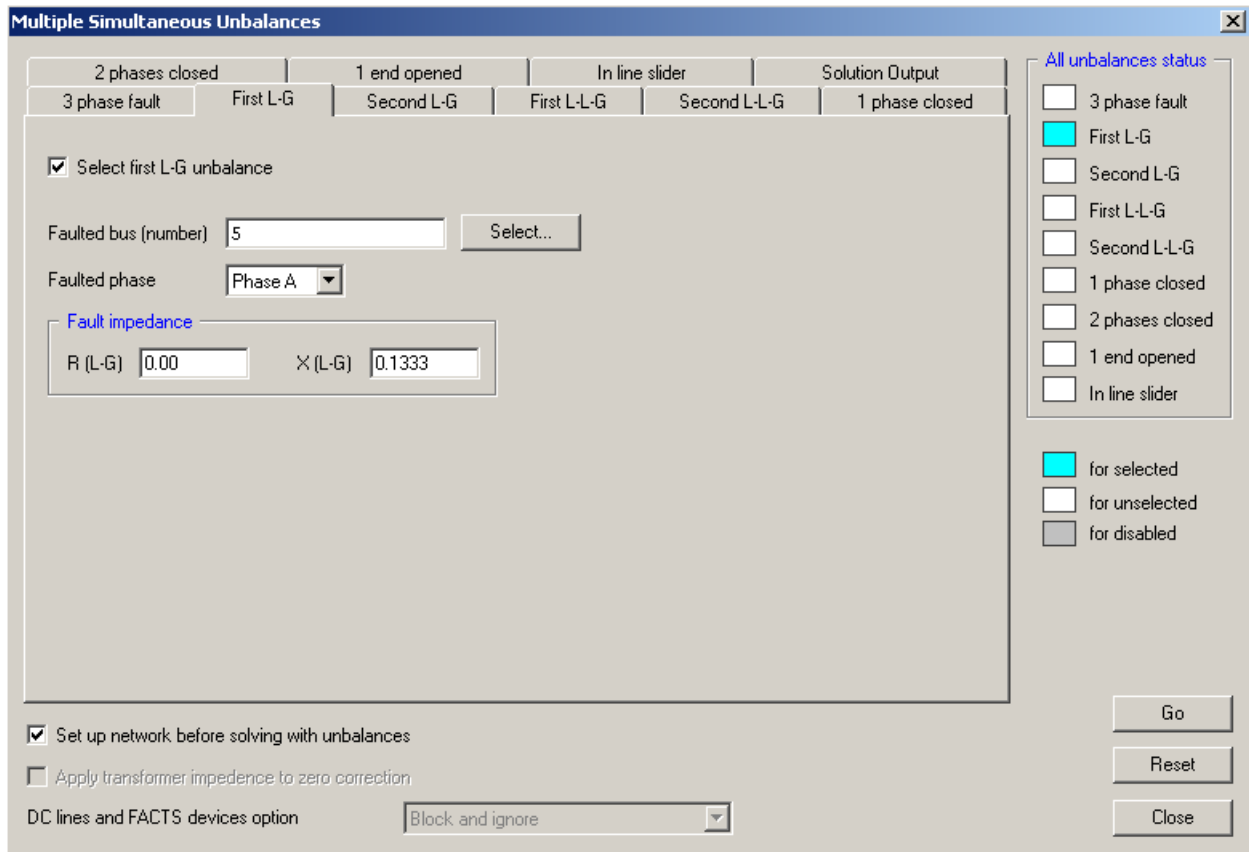 Multiple Simultaneous Unbalances
2 phases closed 1 end opened In line slider Solution Output
3 phase fault First L-G Second L-G First L-L-G Second L-L-G 1 phase closed
Select first L-G unbalance
Faulted bus (number) 5 Select...
Faulted phase Phase A
Fault impedance
R (L-G) 0.00 X (L-G) 0.1333
All unbalances status
3 phase fault
First L-G
Second L-G
First L-L-G
Second L-L-G
1 phase closed
2 phases closed
1 end opened
In line slider
for selected
for unselected
for disabled
Set up network before solving with unbalances
Apply transformer impedence to zero correction
DC lines and FACTS devices option Block and ignore
Go
Reset
Close